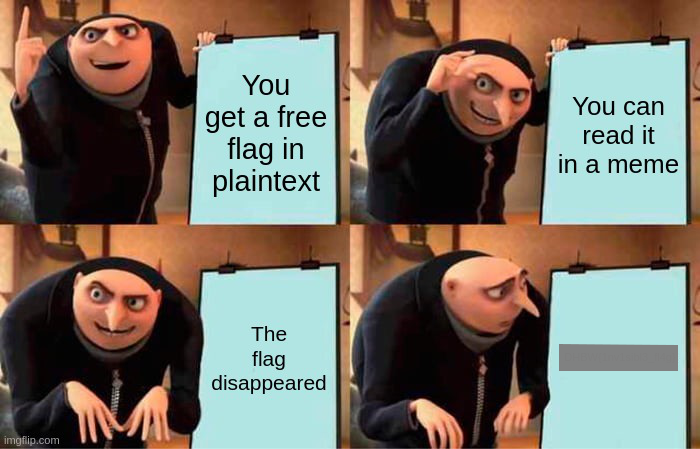 You
get a free
flag in
plaintext
You can
read it
in a meme
The
flag
disappeared
imgflip.com